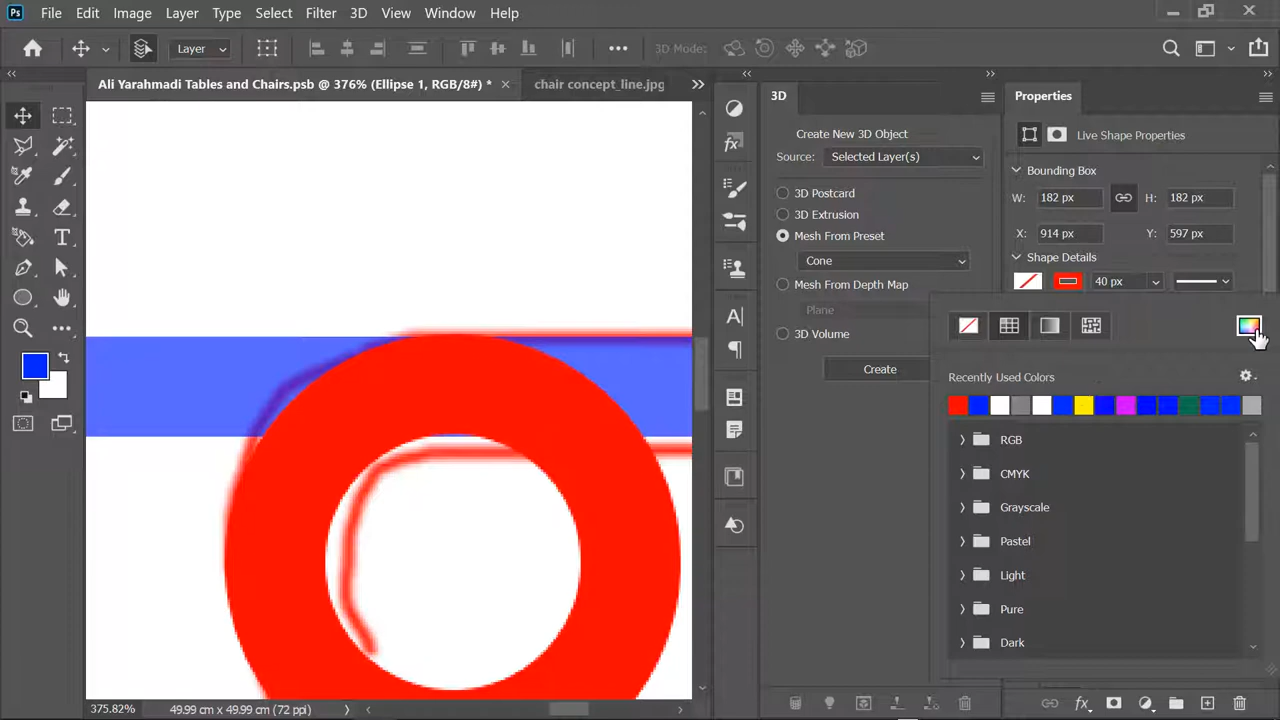 Ps File Edit Image Layer Type Select Filter 3D View Window Help
Layer 3D Mode:
Ali Yarahmadi Tables and Chairs.psb @ 376% (Ellipse 1, RGB/8#) * chair concept_line.jpg
3D
Properties
Create New 3D Object
Live Shape Properties
Source: Selected Layer(s)
Bounding Box
3D Postcard
W: 182 px H: 182 px
3D Extrusion
X: 914 px Y: 597 px
Mesh From Preset
Shape Details
Cone
40 px
Mesh From Depth Map
Plane
3D Volume
Create
Recently Used Colors
RGB
CMYK
Grayscale
Pastel
Light
Pure
Dark
375.82% 49.99 cm x 49.99 cm (72 ppi)